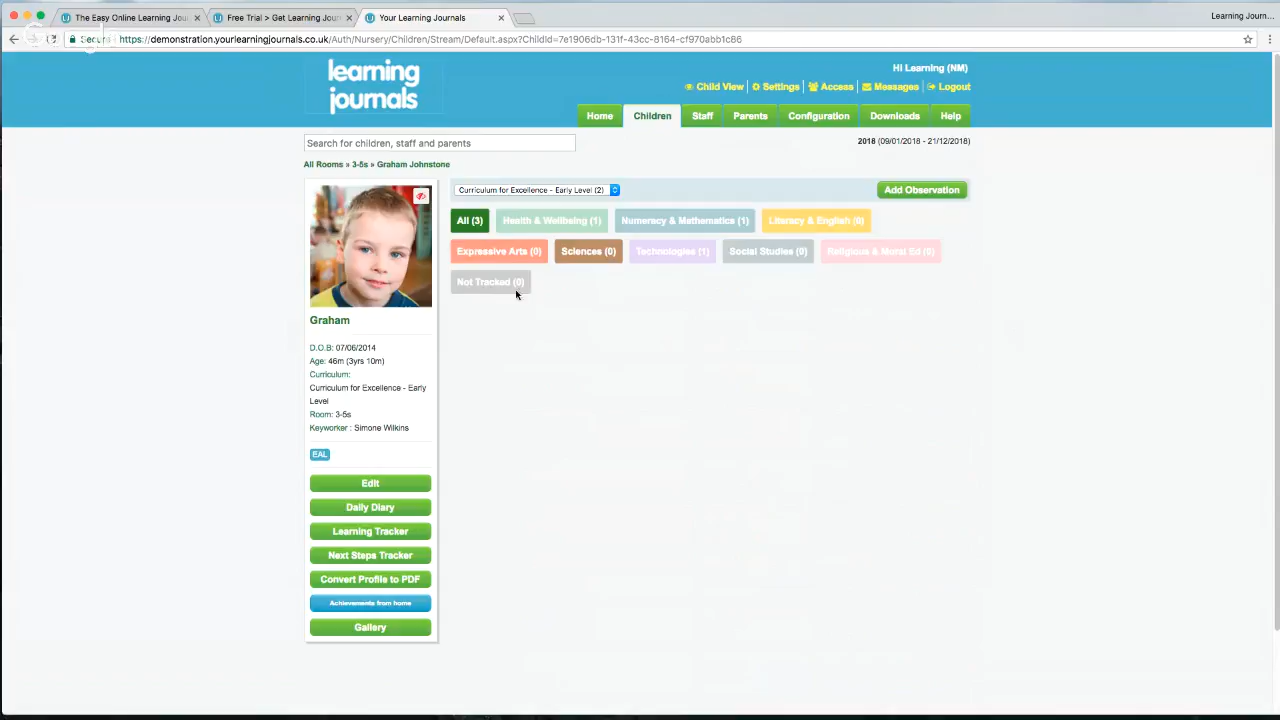 The Easy Online Learning Jou
Free Trial > Get Learning Jour
Your Learning Journals
Learning Journ...
https://demonstration.yourlearningjournals.co.uk/Auth/Nursery/Children/Stream/Default.aspx?ChildId=7e1906db-131f-43cc-8164-cf970abb1c86
learning
journals
Hi Learning (NM)
Child View | Settings | Access | Messages | Logout
Home Children Staff Parents Configuration Downloads Help
Search for children, staff and parents
2018 (09/01/2018 - 21/12/2018)
All Rooms » 3-5s » Graham Johnstone
Curriculum for Excellence - Early Level (2)
Add Observation
All (3) Health & Wellbeing (1) Numeracy & Mathematics (1) Literacy & English (0)
Expressive Arts (0) Sciences (0) Technologies (1) Social Studies (0) Religious & Moral Ed (0)
Not Tracked (0)
Graham
D.O.B: 07/06/2014
Age: 46m (3yrs 10m)
Curriculum:
Curriculum for Excellence - Early
Level
Room: 3-5s
Keyworker : Simone Wilkins
EAL
Edit
Daily Diary
Learning Tracker
Next Steps Tracker
Convert Profile to PDF
Achievements from home
Gallery